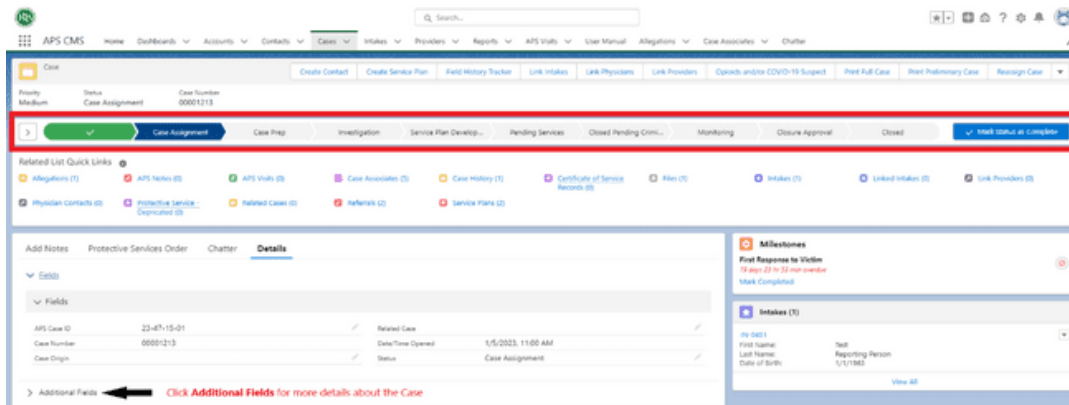 Search...
APS CMS Home Dashboards Accounts Contacts Cases Intakes Providers Reports APS Visits User Manual Allegations Case Associates Chatter
Case
Create Contact Create Service Plan Field History Tracker Link Intakes Link Physicians Link Providers Opioids and/or COVID-19 Suspect Print Full Case Print Preliminary Case Reassign Case
Priority Status Case Number
Medium Case Assignment 00001213
Case Assignment Case Prep Investigation Service Plan Develop... Pending Services Closed Pending Crimi... Monitoring Closure Approval Closed Mark Status as Complete
Related List Quick Links
Allegations (1) APS Notes (0) APS Visits (0) Case Associates (5) Case History (1) Certificate of Service Records (0) Files (1) Intakes (1) Linked Intakes (0) Link Providers (0)
Physician Contacts (0) Protective Service - Depricated (0) Related Cases (0) Referrals (2) Service Plans (2)
Add Notes Protective Services Order Chatter Details
Fields
Fields
APS Case ID 23-47-15-01 Related Case
Case Number 00001213 Date/Time Opened 1/5/2023, 11:00 AM
Case Origin Status Case Assignment
Additional Fields Click Additional Fields for more details about the Case
Milestones
First Response to Victim
19 days 23 hr 53 min overdue
Mark Completed
Intakes (1)
IN-0451
First Name: Test
Last Name: Reporting Person
Date of Birth: 1/1/1983
View All